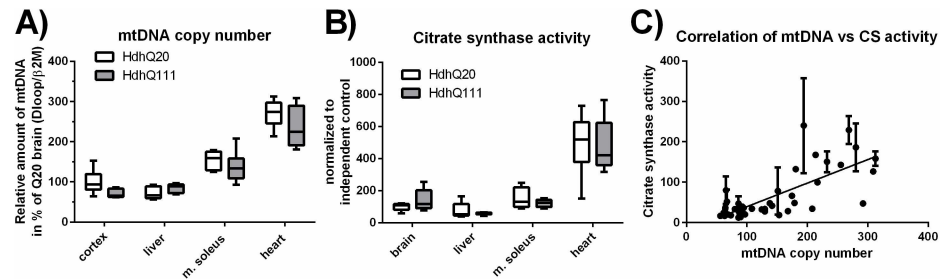 A)
mtDNA copy number
HdhQ20
HdhQ111
Relative amount of mtDNA
in % of Q20 brain (Dloop/β2M)
400
300
200
100
0
cortex
liver
m. soleus
heart
B)
Citrate synthase activity
HdhQ20
HdhQ111
normalized to
independent control
1000
800
600
400
200
0
brain
liver
m. soleus
heart
C)
Correlation of mtDNA vs CS activity
Citrate synthase activity
400
300
200
100
0
0
100
200
300
400
mtDNA copy number